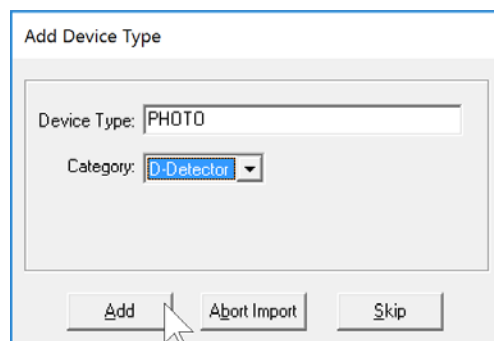 Add Device Type
Device Type: PHOTO
Category: D-Detector
Add Abort Import Skip